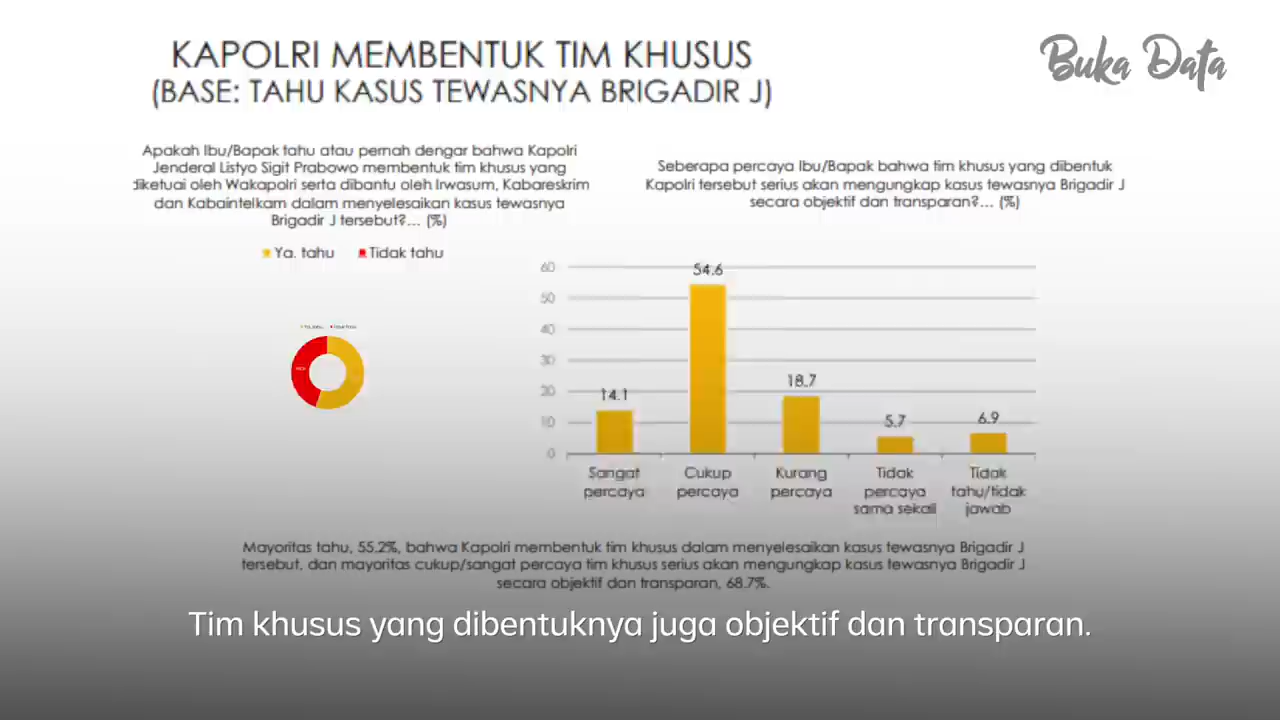 KAPOLRI MEMBENTUK TIM KHUSUS
(BASE: TAHU KASUS TEWASNYA BRIGADIR J)
Buka Data
Apakah Ibu/Bapak tahu atau pernah dengar bahwa Kapolri
Jenderal Listyo Sigit Prabowo membentuk tim khusus yang
diketuai oleh Wakapolri serta dibantu oleh Irwasum, Kabareskrim
dan Kabaintelkam dalam menyelesaikan kasus tewasnya
Brigadir J tersebut?... (%)
Ya. tahu
Tidak tahu
Seberapa percaya Ibu/Bapak bahwa tim khusus yang dibentuk
Kapolri tersebut serius akan mengungkap kasus tewasnya Brigadir J
secara objektif dan transparan?... (%)
60
50
40
30
20
10
0
14.1
54.6
18.7
5.7
6.9
Sangat
percaya
Cukup
percaya
Kurang
percaya
Tidak
percaya
sama sekali
Tidak
tahu/tidak
jawab
Mayoritas tahu, 55.2%, bahwa Kapolri membentuk tim khusus dalam menyelesaikan kasus tewasnya Brigadir J
tersebut, dan mayoritas cukup/sangat percaya tim khusus serius akan mengungkap kasus tewasnya Brigadir J
secara objektif dan transparan, 68.7%.
Tim khusus yang dibentuknya juga objektif dan transparan.